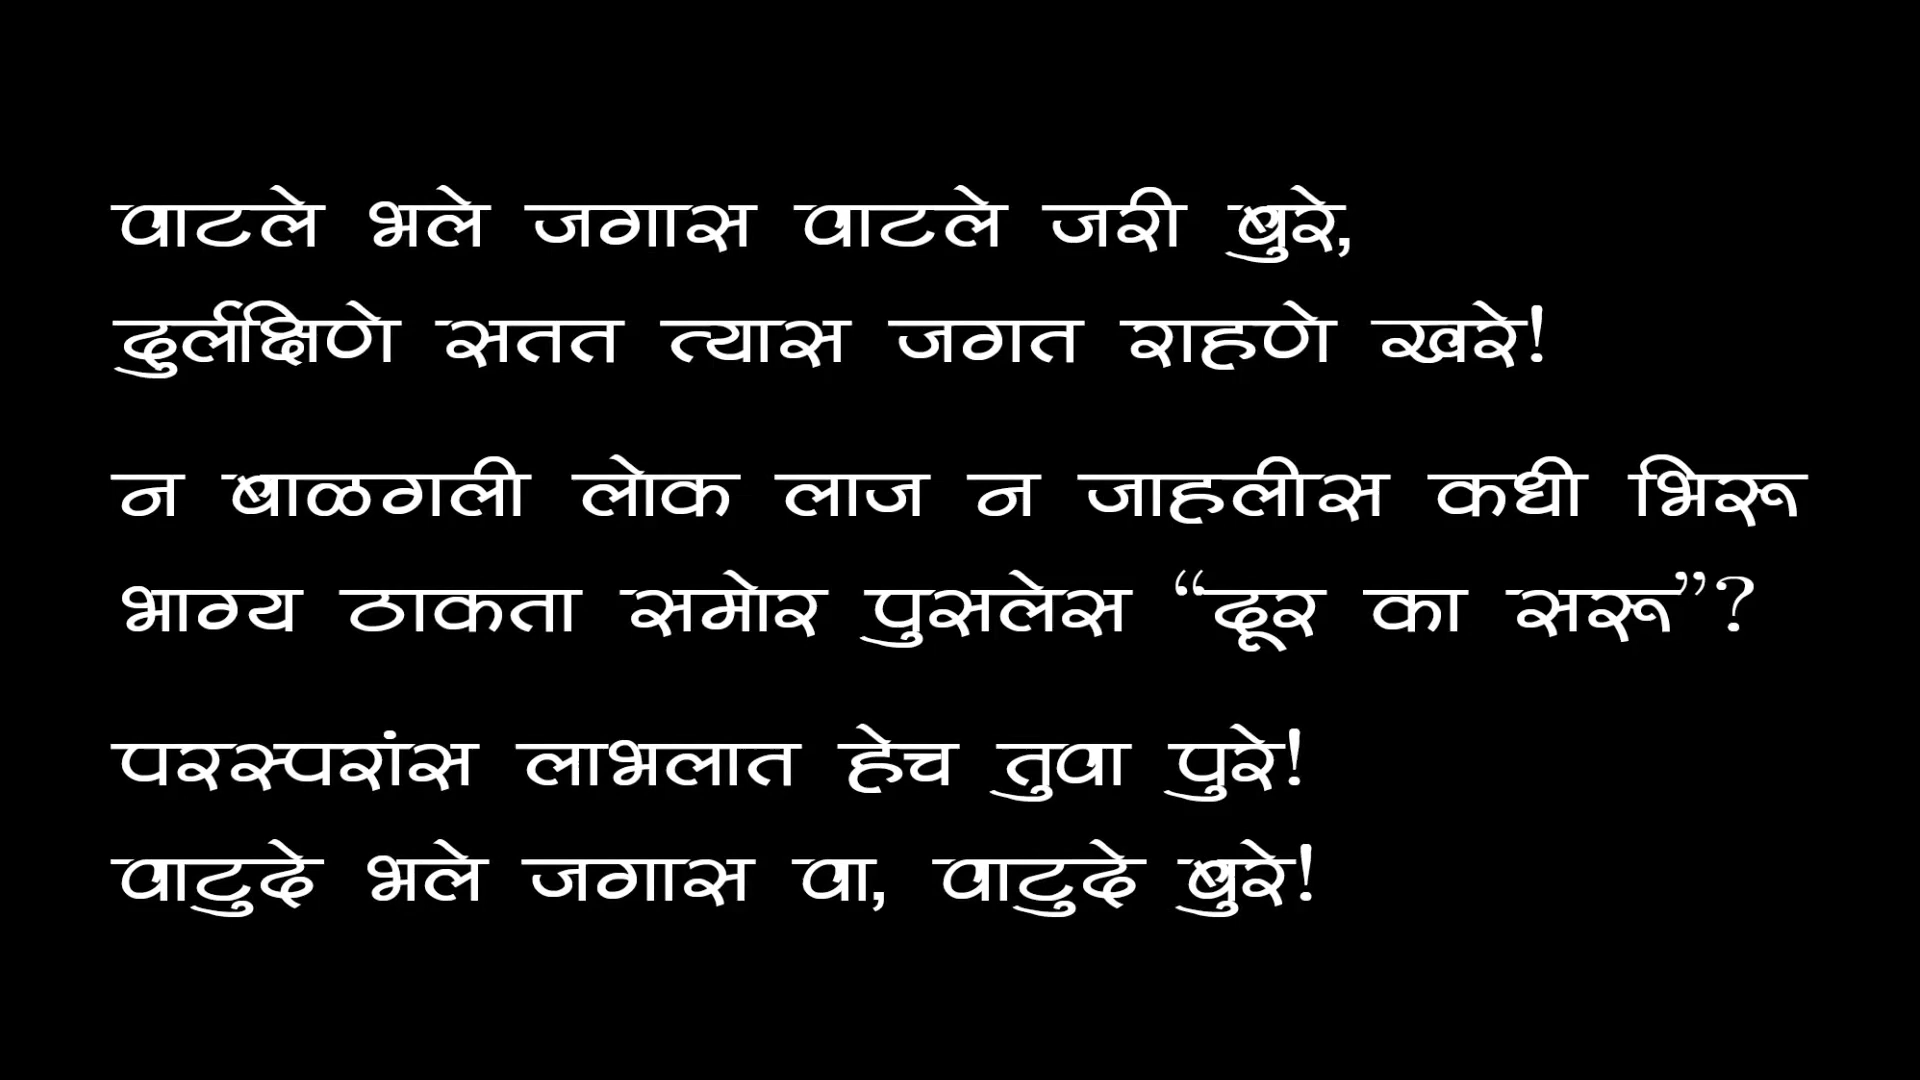 वाटले भले जगास वाटले जरी बुरे,
दुर्लक्षिणे सतत त्यास जगत राहणे खरे!
न बाळगली लोक लाज न जाहलीस कधी भिरू
भाग्य ठाकता समोर पुसलेस “दूर का सरू”?
परस्परांस लाभलात हेच तुवा पुरे!
वाटुदे भले जगास वा, वाटुदे बुरे!